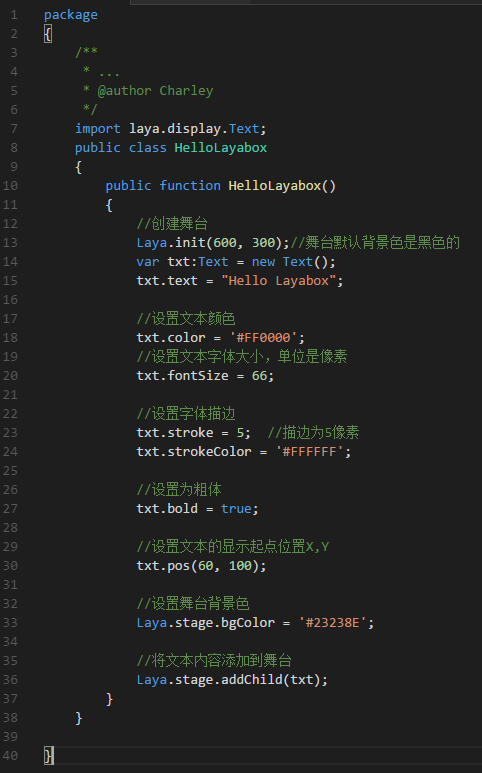 1 package
2 {
3     /**
4      * ...
5      * @author Charley
6      */
7     import laya.display.Text;
8     public class HelloLayabox
9     {
10         public function HelloLayabox()
11         {
12             //创建舞台
13             Laya.init(600, 300);//舞台默认背景色是黑色的
14             var txt:Text = new Text();
15             txt.text = "Hello Layabox";
16
17             //设置文本颜色
18             txt.color = '#FF0000';
19             //设置文本字体大小，单位是像素
20             txt.fontSize = 66;
21
22             //设置字体描边
23             txt.stroke = 5;  //描边为5像素
24             txt.strokeColor = '#FFFFFF';
25
26             //设置为粗体
27             txt.bold = true;
28
29             //设置文本的显示起点位置X,Y
30             txt.pos(60, 100);
31
32             //设置舞台背景色
33             Laya.stage.bgColor = '#23238E';
34
35             //将文本内容添加到舞台
36             Laya.stage.addChild(txt);
37         }
38     }
39
40 }